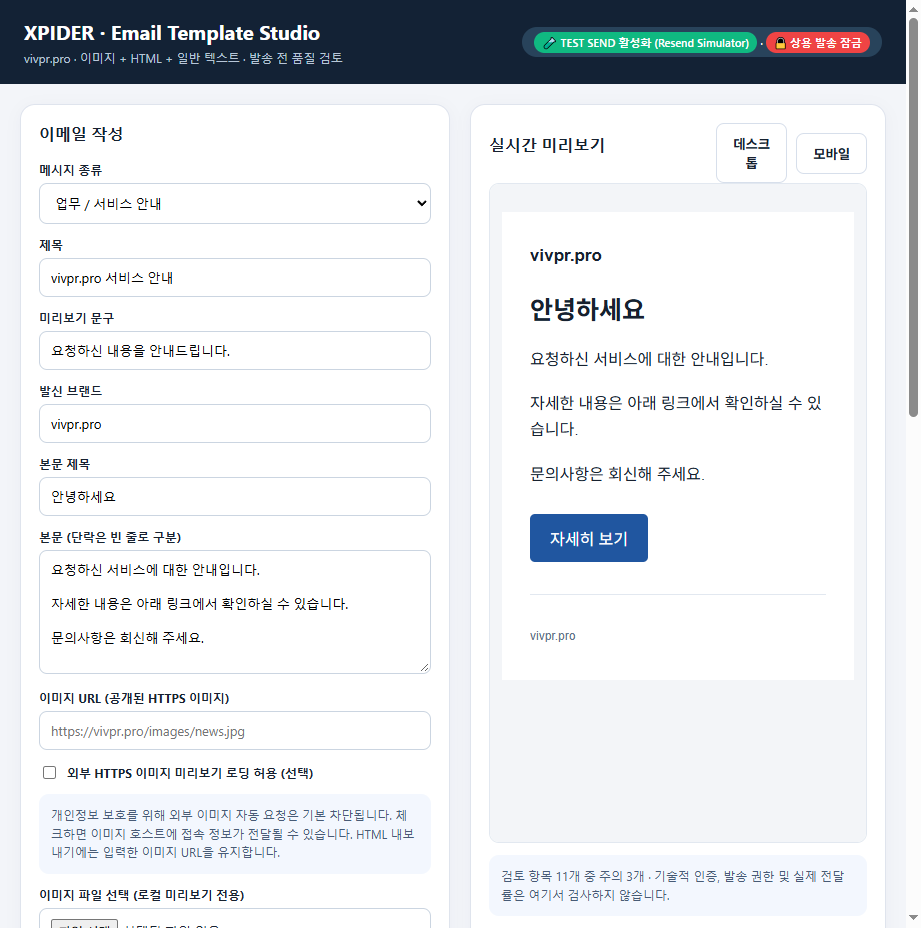 XPIDER · Email Template Studio
vivpr.pro · 이미지 + HTML + 일반 텍스트 · 발송 전 품질 검토
TEST SEND 활성화 (Resend Simulator) · 상용 발송 잠금
이메일 작성
메시지 종류
업무 / 서비스 안내
제목
vivpr.pro 서비스 안내
미리보기 문구
요청하신 내용을 안내드립니다.
발신 브랜드
vivpr.pro
본문 제목
안녕하세요
본문 (단락은 빈 줄로 구분)
요청하신 서비스에 대한 안내입니다.
자세한 내용은 아래 링크에서 확인하실 수 있습니다.
문의사항은 회신해 주세요.
이미지 URL (공개된 HTTPS 이미지)
https://vivpr.pro/images/news.jpg
외부 HTTPS 이미지 미리보기 로딩 허용 (선택)
개인정보 보호를 위해 외부 이미지 자동 요청은 기본 차단됩니다. 체
크하면 이미지 호스트에 접속 정보가 전달될 수 있습니다. HTML 내보
내기에는 입력한 이미지 URL을 유지합니다.
이미지 파일 선택 (로컬 미리보기 전용)
실시간 미리보기
데스크
톱
모바일
vivpr.pro
안녕하세요
요청하신 서비스에 대한 안내입니다.
자세한 내용은 아래 링크에서 확인하실 수 있
습니다.
문의사항은 회신해 주세요.
자세히 보기
vivpr.pro
검토 항목 11개 중 주의 3개 · 기술적 인증, 발송 권한 및 실제 전달
률은 여기서 검사하지 않습니다.